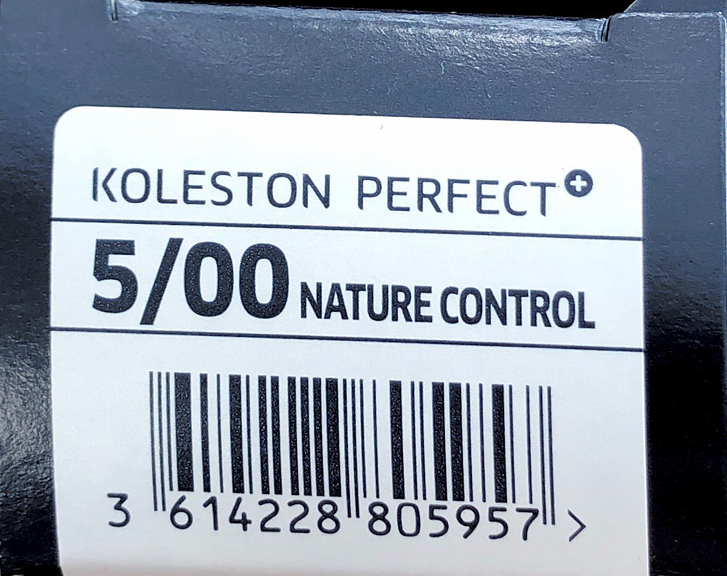 KOLESTON PERFECT+
5/00 NATURE CONTROL
3 614228 805957 >